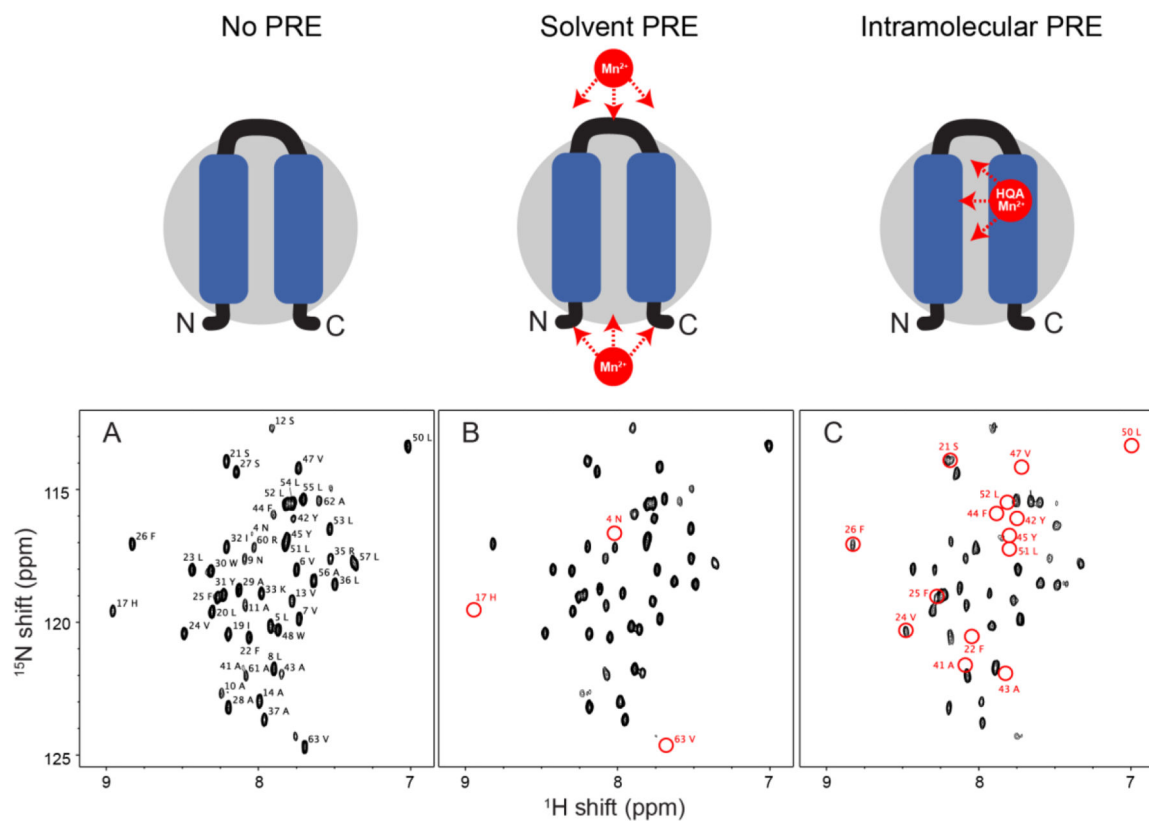 No PRE
Solvent PRE
Intramolecular PRE
Mn²⁺
HQA
Mn²⁺
N
C
N
C
N
C
Mn²⁺
A
12 S
50 L
21 S
27 S
47 V
54 L
52 L
55 L
62 A
44 F
42 Y
53 L
4 N
26 F
32 I
60 R
45 Y
35 R
51 L
57 L
23 L
30 W
9 N
6 V
31 Y
29 A
56 A
36 L
25 F
33 K
11 A
13 V
17 H
20 L
5 L
7 V
24 V
19 I
48 W
22 F
8 L
41 A
61 A
43 A
10 A
28 A
14 A
37 A
63 V
B
4 N
17 H
63 V
C
50 L
21 S
47 V
52 L
44 F
42 Y
26 F
45 Y
51 L
25 F
24 V
22 F
41 A
43 A
115
120
125
¹⁵N shift (ppm)
9 8 7
9 8 7
9 8 7
¹H shift (ppm)